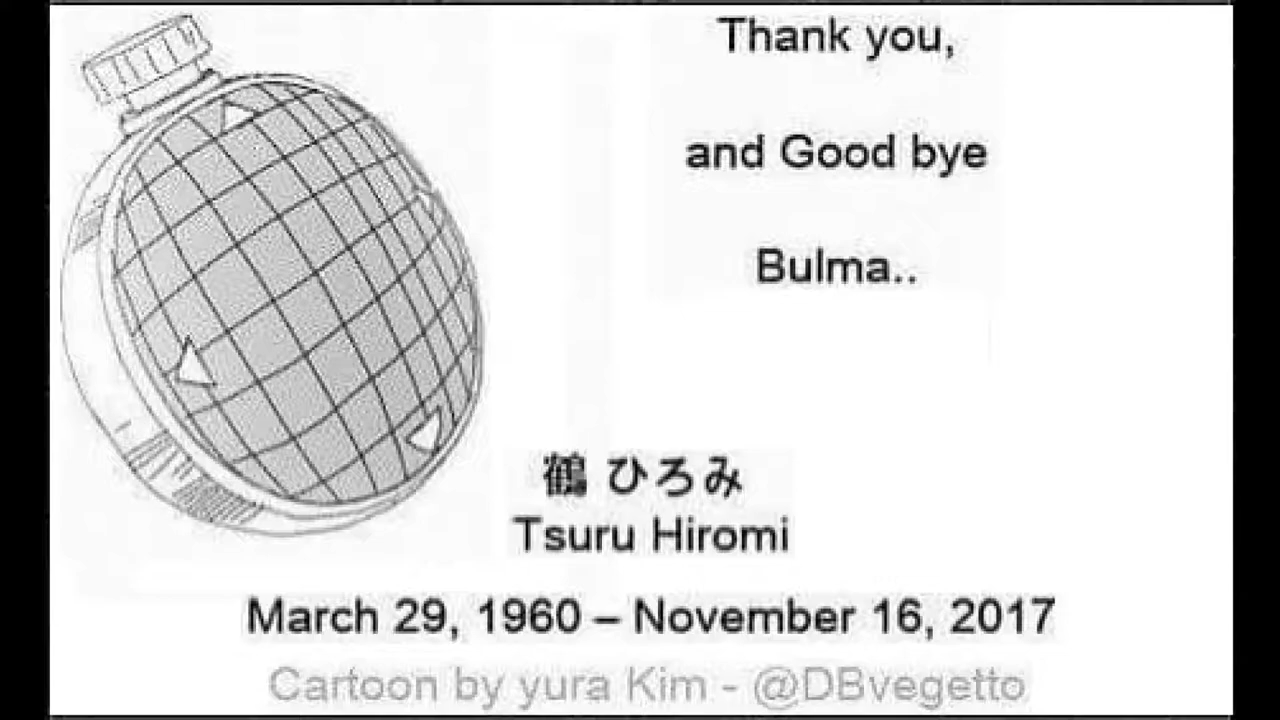 Thank you,
and Good bye
Bulma..
鶴 ひろみ
Tsuru Hiromi
March 29, 1960 – November 16, 2017
Cartoon by yura Kim - @DBvegetto